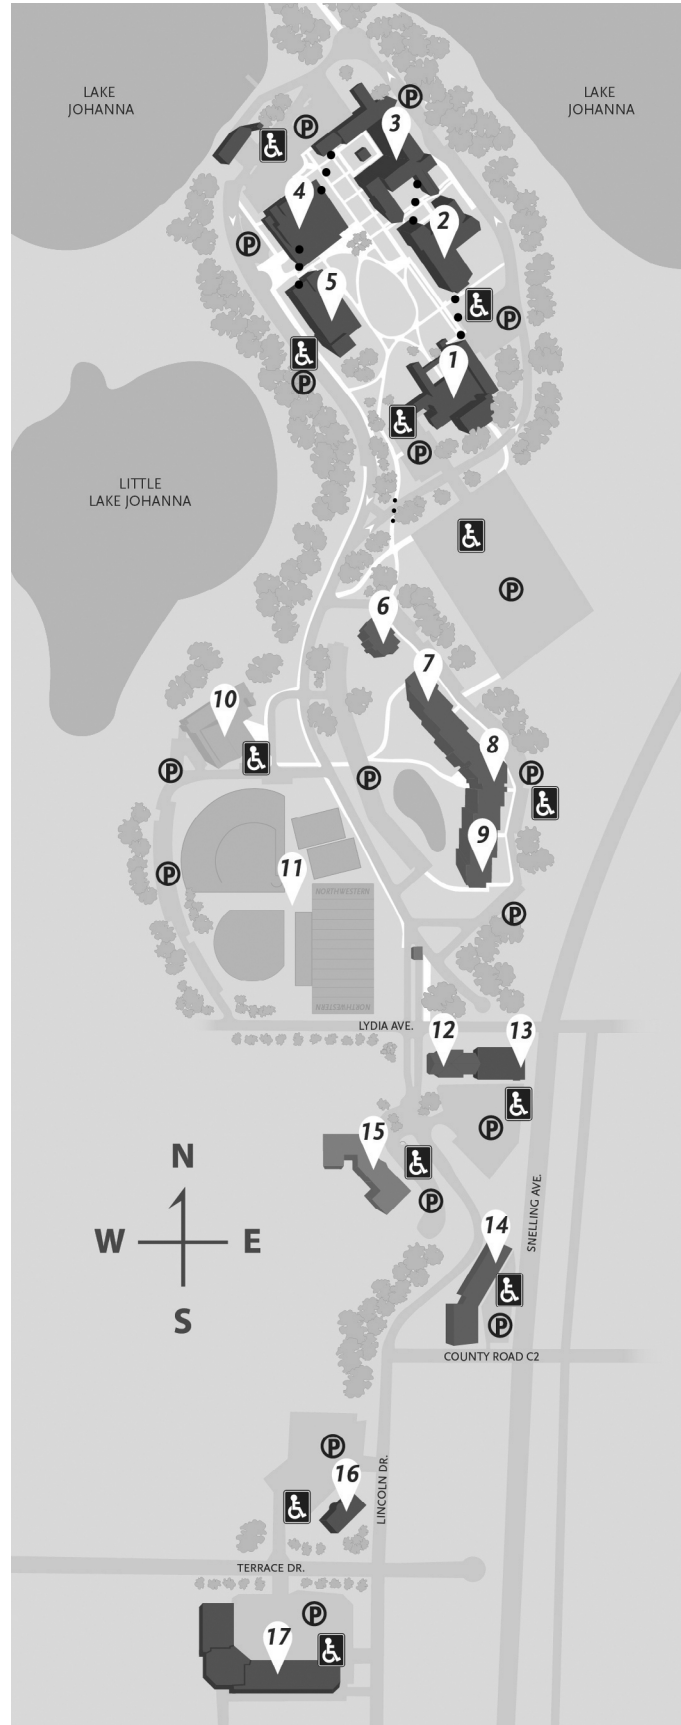 LAKE
JOHANNA
LAKE
JOHANNA
P
P
3
4
2
P
5
P
1
P
P
LITTLE
LAKE JOHANNA
P
6
7
10
8
P
P
P
9
11
P
NORTHWESTERN
P
NORTHWESTERN
LYDIA AVE.
12
13
P
15
N
P
SNELLING AVE.
14
W
E
S
P
COUNTY ROAD C2
P
16
LINCOLN DR.
TERRACE DR.
P
17